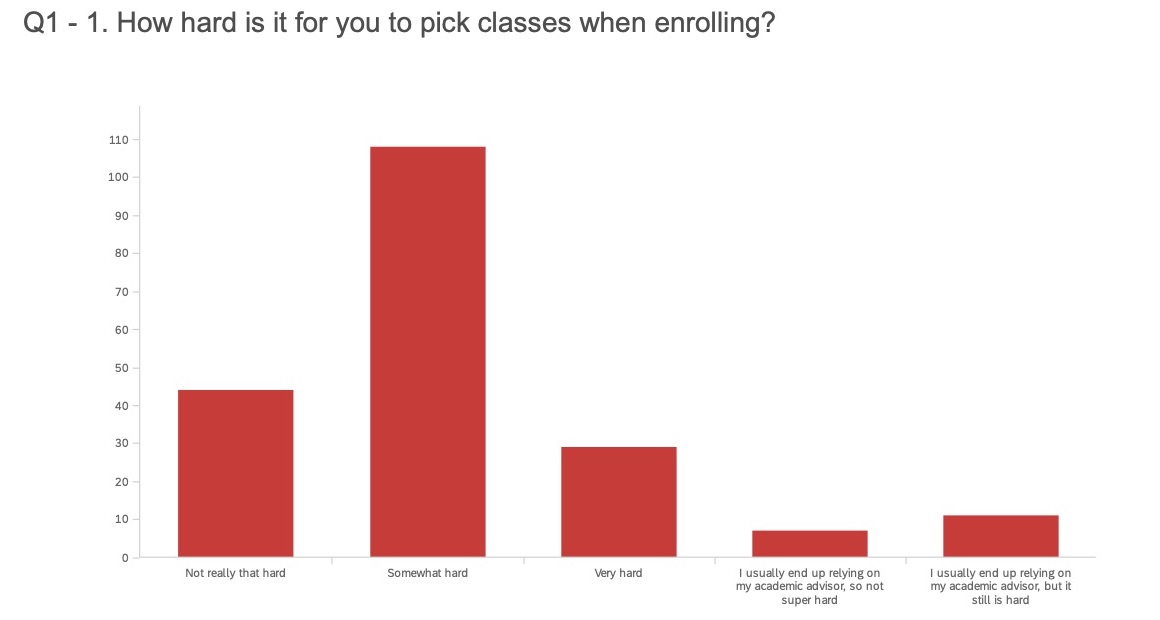 Q1 - 1. How hard is it for you to pick classes when enrolling?
110
100
90
80
70
60
50
40
30
20
10
0
Not really that hard
Somewhat hard
Very hard
I usually end up relying on
my academic advisor, so not
super hard
I usually end up relying on
my academic advisor, but it
still is hard